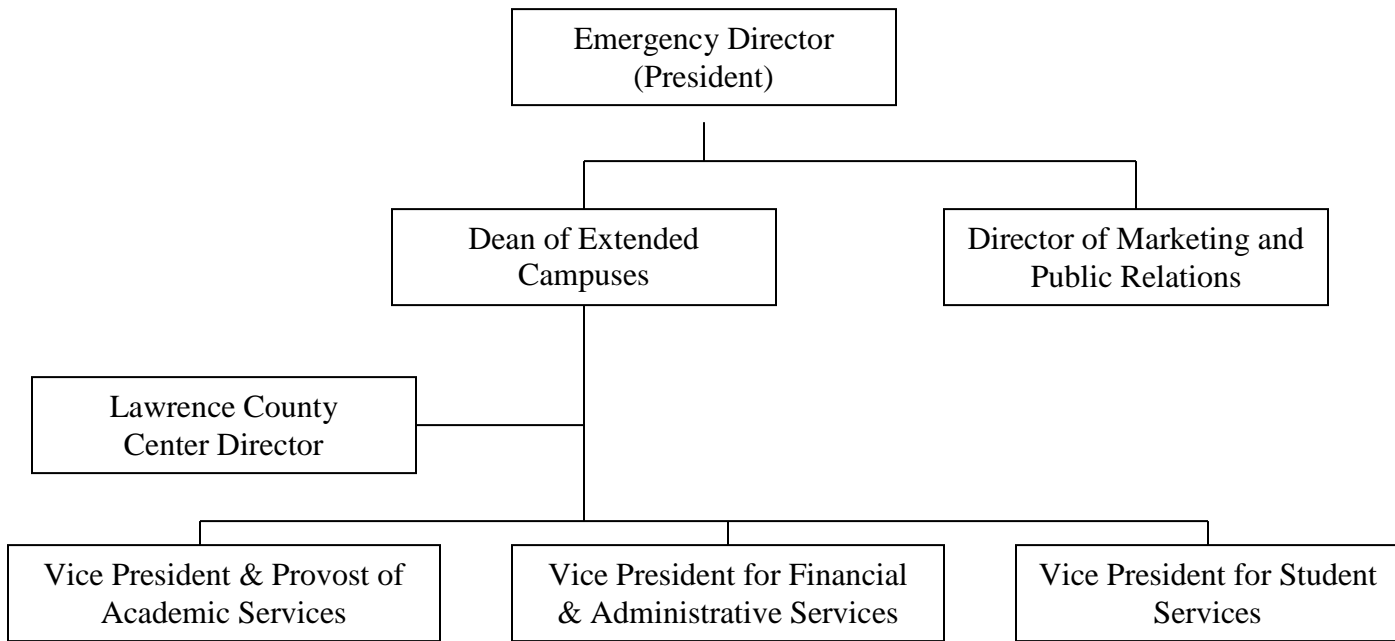 Emergency Director
(President)
Dean of Extended
Campuses
Director of Marketing and
Public Relations
Lawrence County
Center Director
Vice President & Provost of
Academic Services
Vice President for Financial
& Administrative Services
Vice President for Student
Services